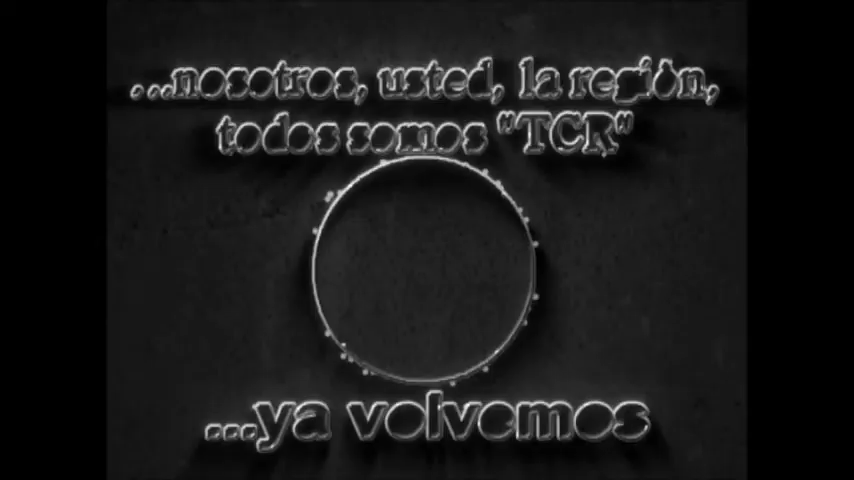 ...nosotros, usted, la región,
todos somos "TCR"
...ya volvemos